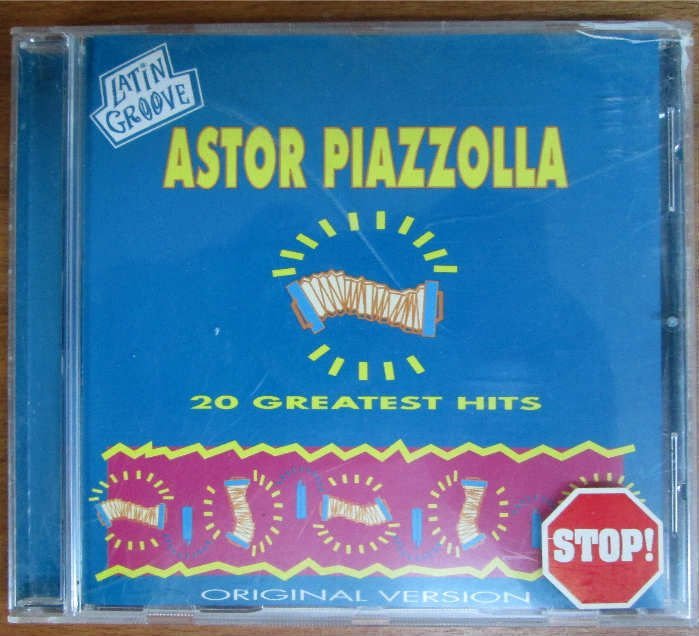 LATIN
GROOVE
ASTOR PIAZZOLLA
20 GREATEST HITS
STOP!
ORIGINAL VERSION